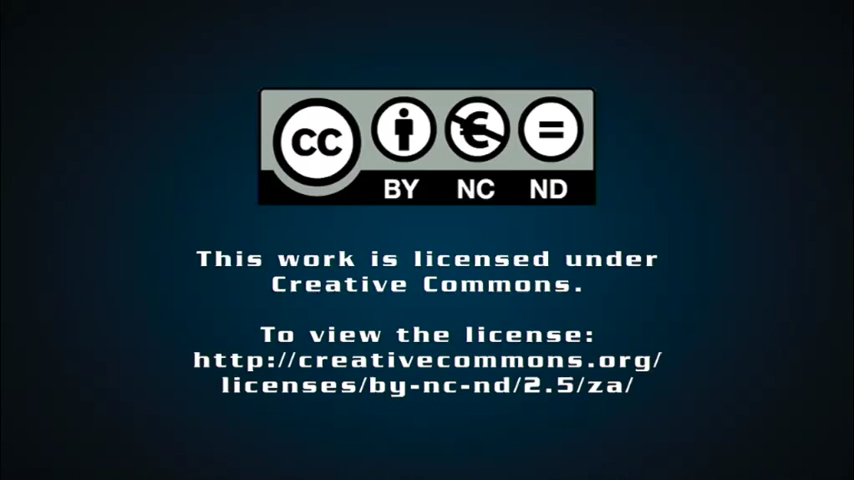 CC
BY NC ND
This work is licensed under
Creative Commons.
To view the license:
http://creativecommons.org/
licenses/by-nc-nd/2.5/za/